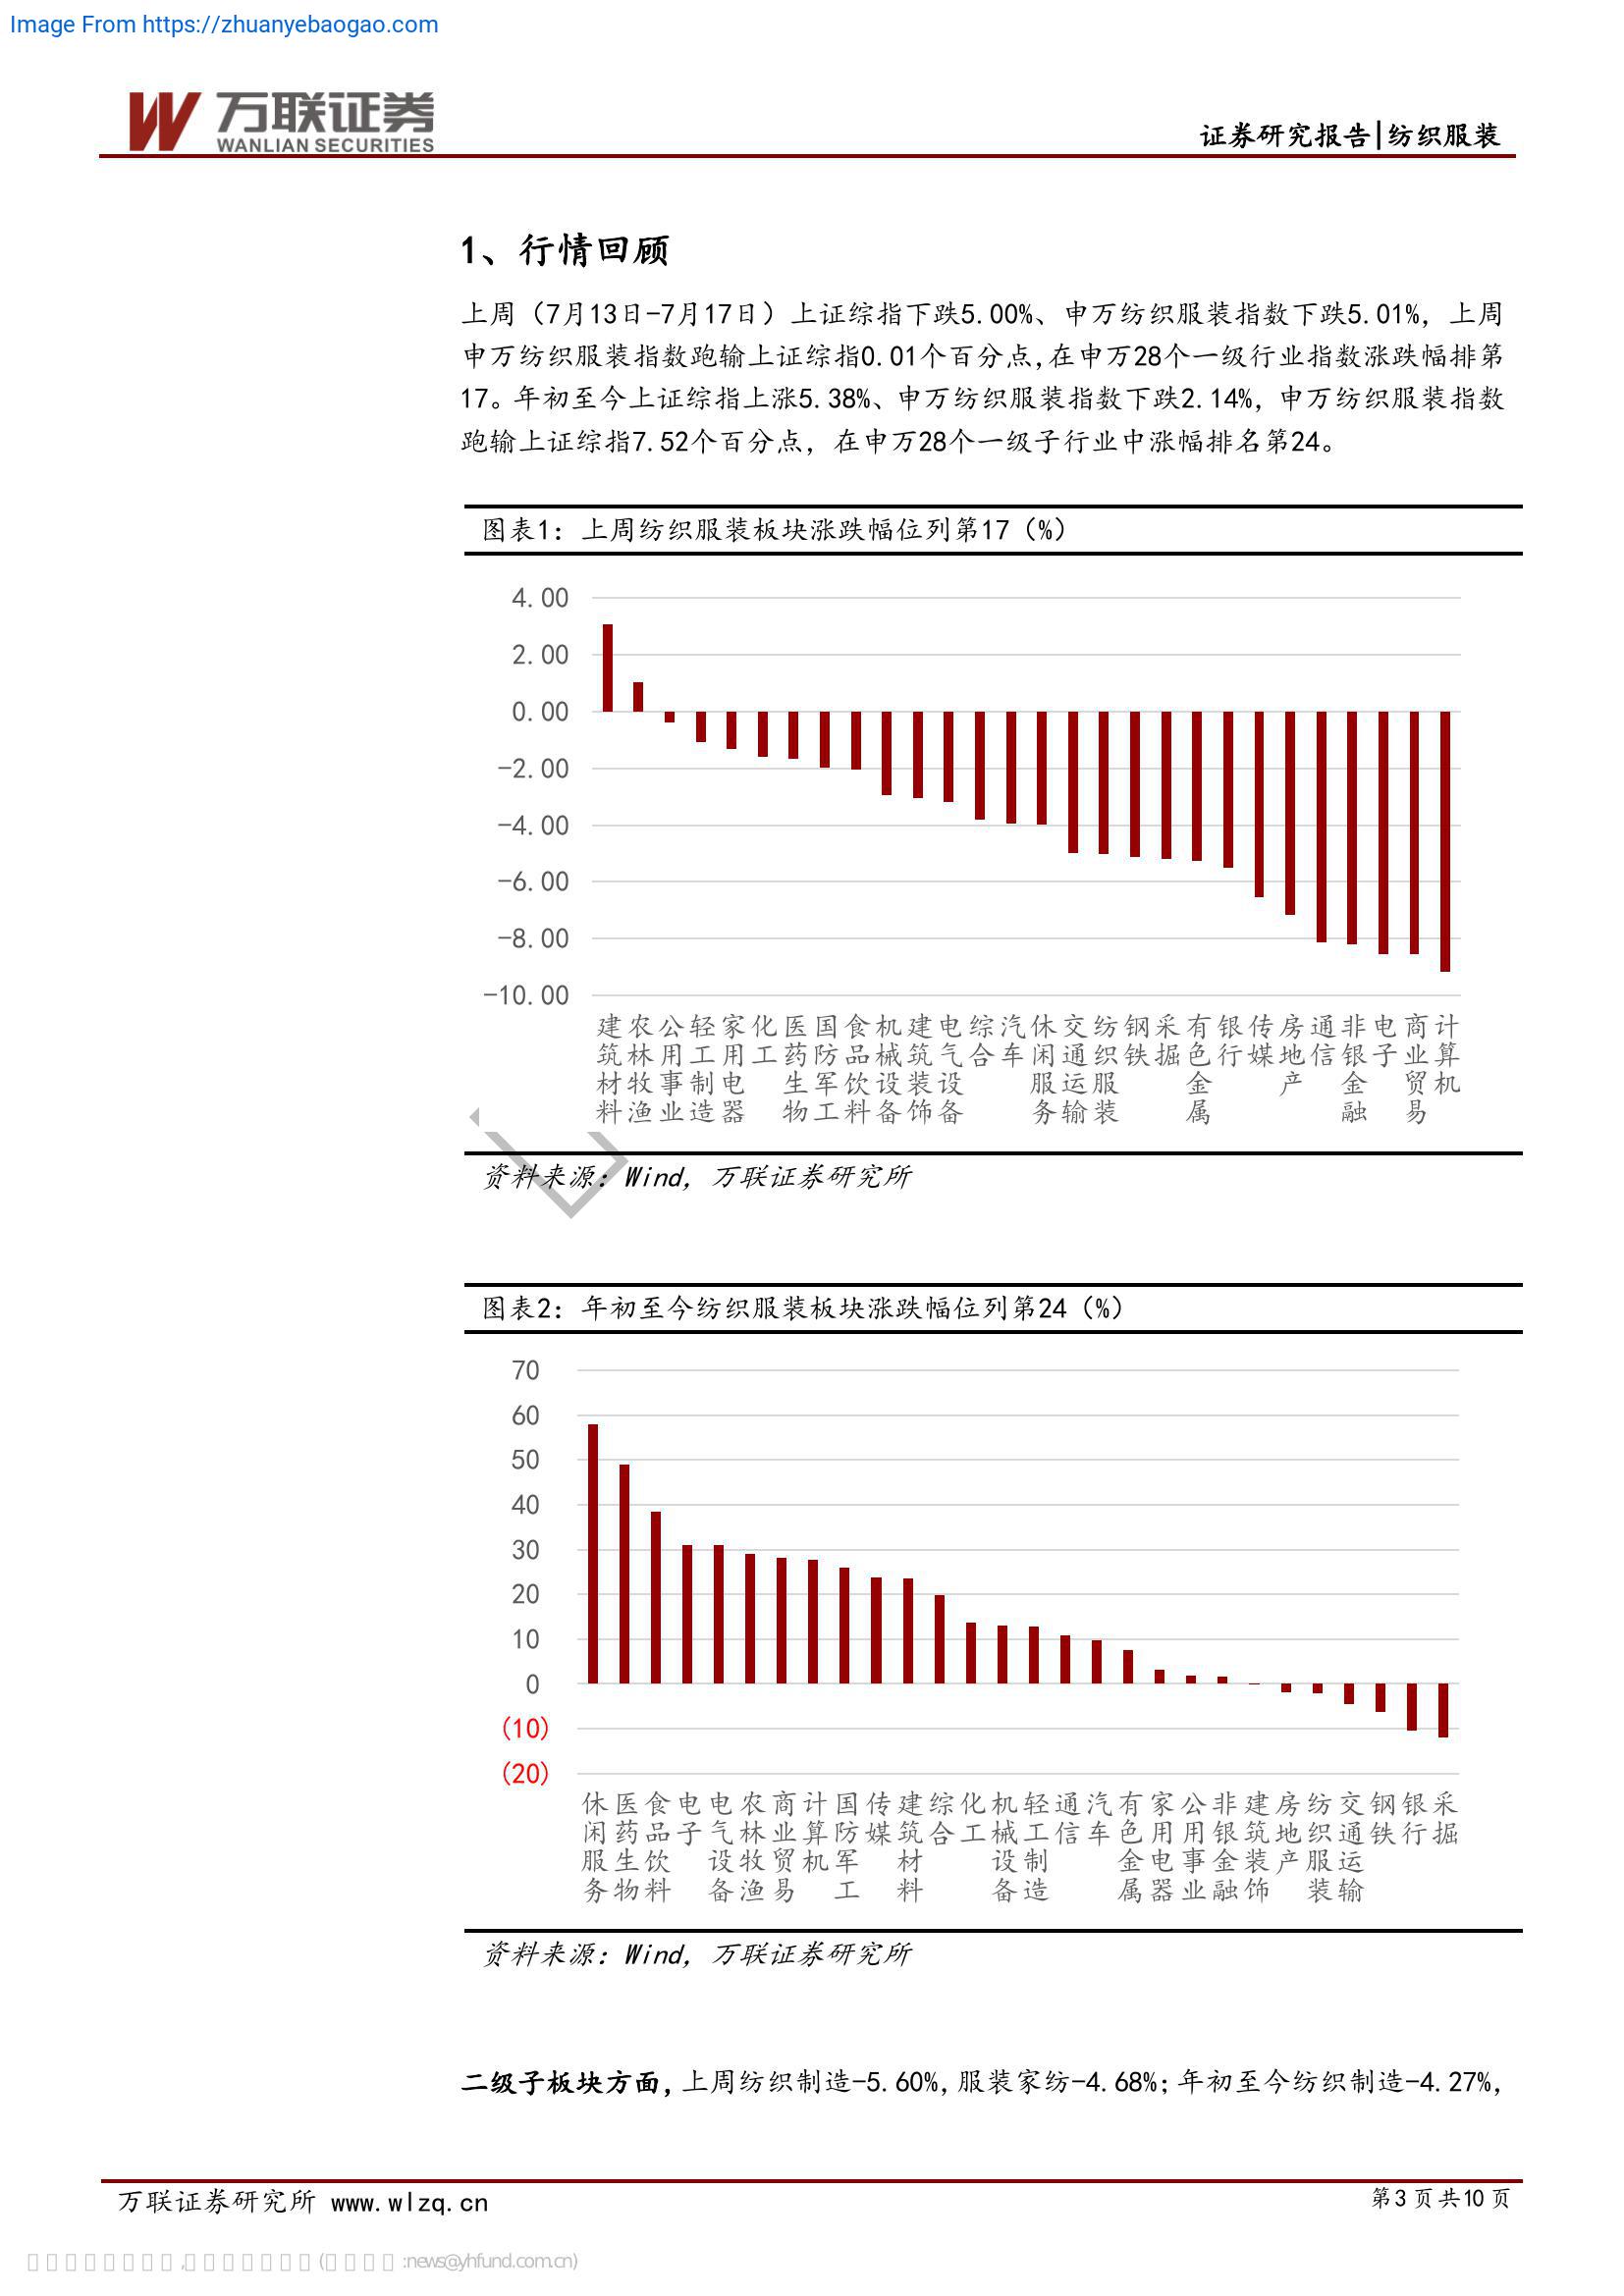 Image From https://zhuanyebaogao.com
万联证券
WANLIAN SECURITIES
证券研究报告|纺织服装
1、行情回顾
上周（7月13日-7月17日）上证综指下跌5.00%、申万纺织服装指数下跌5.01%，上周
申万纺织服装指数跑输上证综指0.01个百分点,在申万28个一级行业指数涨跌幅排第
17。年初至今上证综指上涨5.38%、申万纺织服装指数下跌2.14%，申万纺织服装指数
跑输上证综指7.52个百分点，在申万28个一级子行业中涨幅排名第24。
图表1：上周纺织服装板块涨跌幅位列第17（%）
4.00
2.00
0.00
-2.00
-4.00
-6.00
-8.00
-10.00
建筑材料
农林牧渔
公用事业
轻工制造
家用电器
化工
医药生物
国防军工
食品饮料
机械设备
建筑装饰
电气设备
综合
汽车
休闲服务
交通运输
纺织服装
钢铁
采掘
有色金属
银行
传媒
房地产
通信
非银金融
电子
商业贸易
计算机
资料来源：Wind，万联证券研究所
图表2：年初至今纺织服装板块涨跌幅位列第24（%）
70
60
50
40
30
20
10
0
(10)
(20)
休闲服务
医药生物
食品饮料
电子
电气设备
农林牧渔
商业贸易
计算机
国防军工
传媒
建筑材料
综合
化工
机械设备
轻工制造
通信
汽车
有色金属
家用电器
公用事业
非银金融
建筑装饰
房地产
纺织服装
交通运输
钢铁
银行
采掘
资料来源：Wind，万联证券研究所
二级子板块方面，上周纺织制造-5.60%，服装家纺-4.68%；年初至今纺织制造-4.27%，
万联证券研究所 www.wlzq.cn
第3页共10页
:news@yhfund.com.cn)